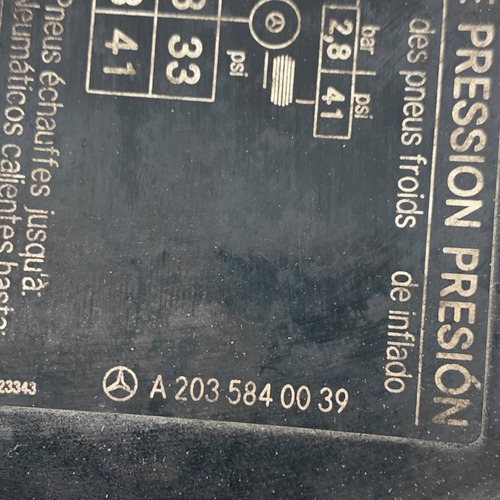 PRESSION PRESIÓN
des pneus froids de inflado
bar psi
2,8 41
psi
33
41
Pneus échauffés jusqu'à:
Neumáticos calientes hasta:
A 203 584 00 39
23343